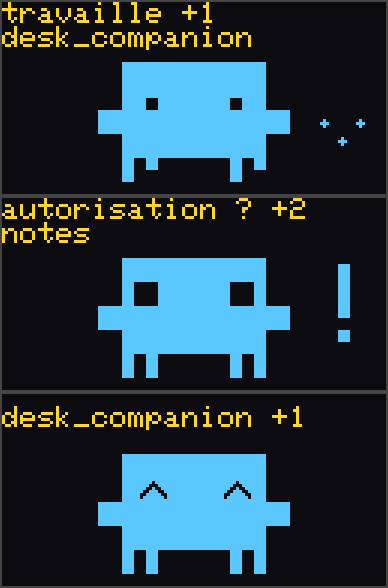 travaille +1
desk_companion
autorisation ? +2
notes
!
desk_companion +1